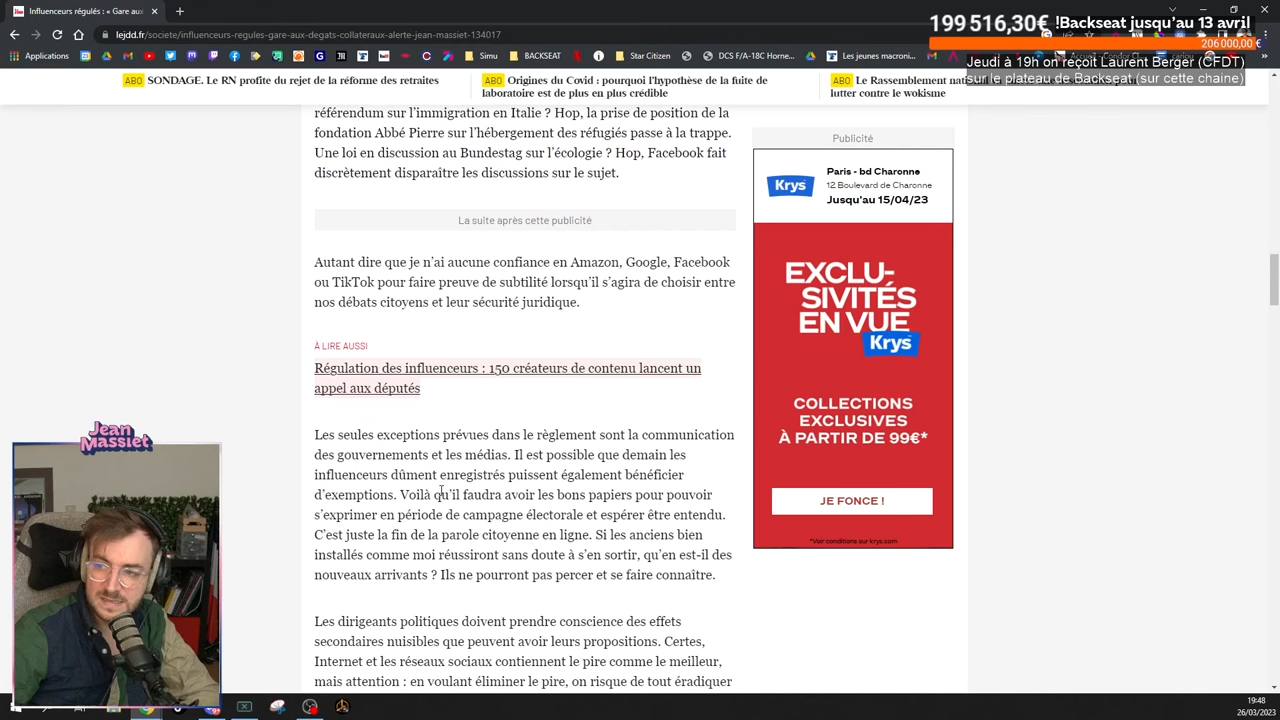 Influenceurs régulés : « Gare aux
lejdd.fr/societe/influenceurs-regules-gare-aux-degats-collateraux-alerte-jean-massiet-134017
199 516,30€ !Backseat jusqu'au 13 avril
206 000,00 €
Applications
Star Citizen
DCS F/A-18C Horne...
Les jeunes macroni...
Jeudi à 19h on reçoit Laurent Berger (CFDT)
sur le plateau de Backseat (sur cette chaine)
ABO SONDAGE. Le RN profite du rejet de la réforme des retraites
ABO Origines du Covid : pourquoi l'hypothèse de la fuite de
laboratoire est de plus en plus crédible
ABO Le Rassemblement nati
lutter contre le wokisme
référendum sur l'immigration en Italie ? Hop, la prise de position de la
fondation Abbé Pierre sur l'hébergement des réfugiés passe à la trappe.
Une loi en discussion au Bundestag sur l'écologie ? Hop, Facebook fait
discrètement disparaître les discussions sur le sujet.
La suite après cette publicité
Autant dire que je n'ai aucune confiance en Amazon, Google, Facebook
ou TikTok pour faire preuve de subtilité lorsqu'il s'agira de choisir entre
nos débats citoyens et leur sécurité juridique.
À LIRE AUSSI
Régulation des influenceurs : 150 créateurs de contenu lancent un
appel aux députés
Les seules exceptions prévues dans le règlement sont la communication
des gouvernements et les médias. Il est possible que demain les
influenceurs dûment enregistrés puissent également bénéficier
d'exemptions. Voilà qu'il faudra avoir les bons papiers pour pouvoir
s'exprimer en période de campagne électorale et espérer être entendu.
C'est juste la fin de la parole citoyenne en ligne. Si les anciens bien
installés comme moi réussiront sans doute à s'en sortir, qu'en est-il des
nouveaux arrivants ? Ils ne pourront pas percer et se faire connaître.
Les dirigeants politiques doivent prendre conscience des effets
secondaires nuisibles que peuvent avoir leurs propositions. Certes,
Internet et les réseaux sociaux contiennent le pire comme le meilleur,
mais attention : en voulant éliminer le pire, on risque de tout éradiquer
Publicité
Krys
Paris - bd Charonne
12 Boulevard de Charonne
Jusqu'au 15/04/23
EXCLU-
SIVITÉS
EN VUE
Krys
COLLECTIONS
EXCLUSIVES
À PARTIR DE 99€*
JE FONCE !
*Voir conditions sur krys.com
Jean
Massiet
19:48
26/03/2023